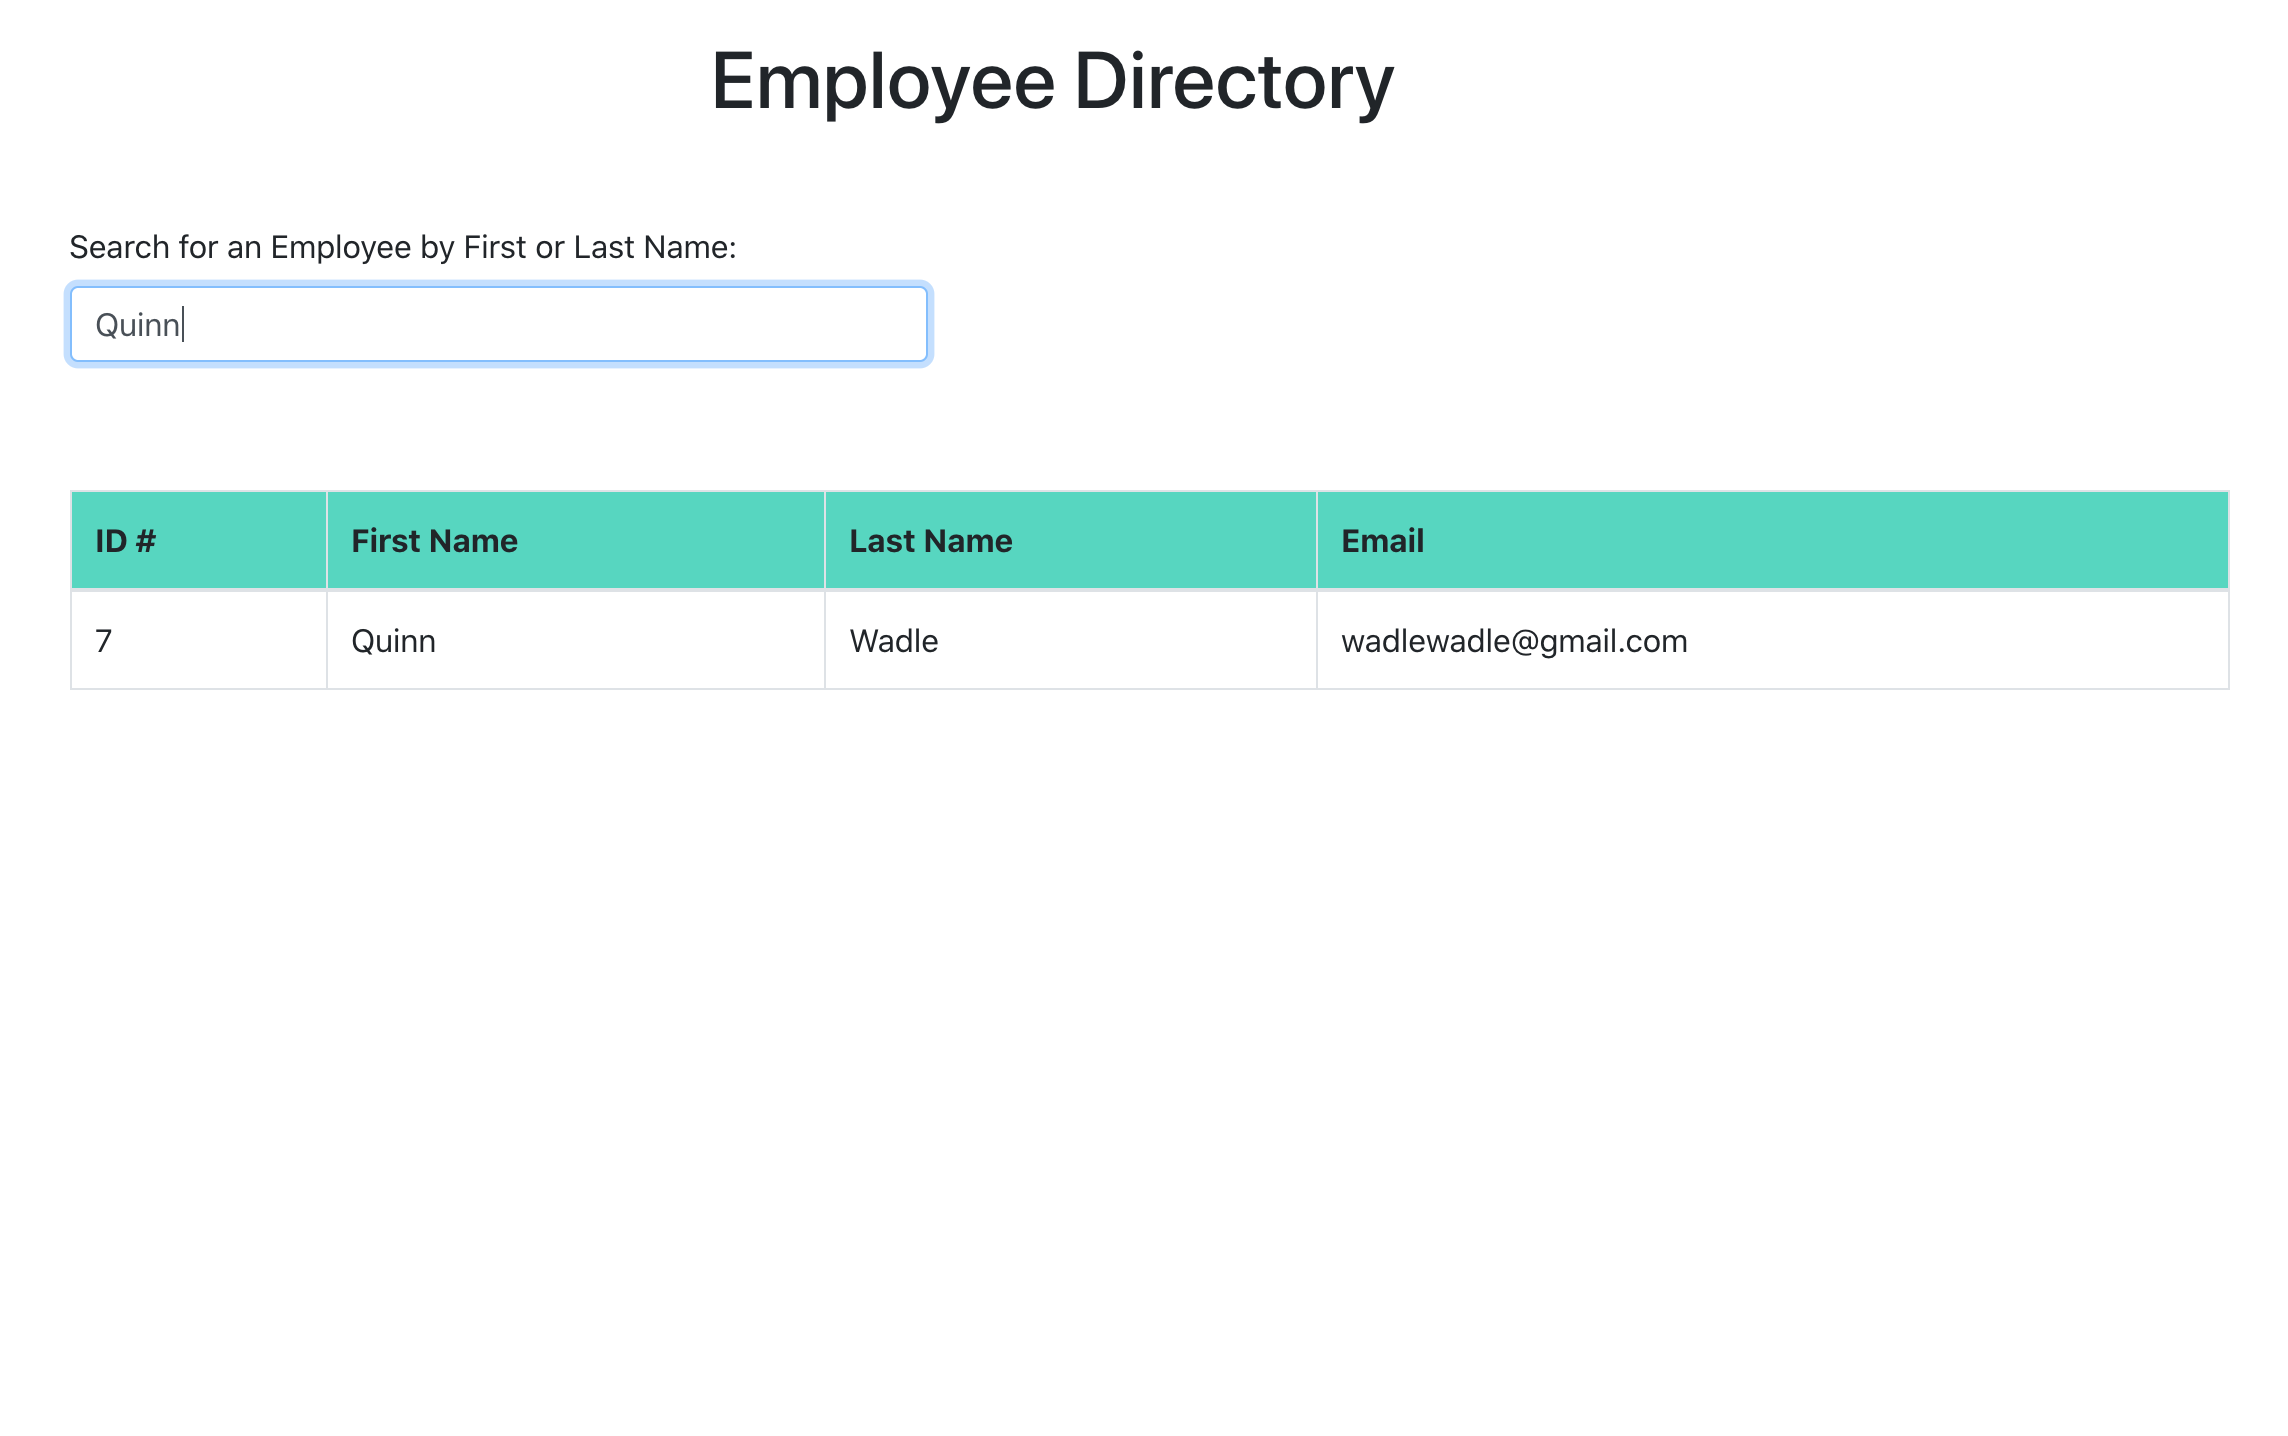 Employee Directory
Search for an Employee by First or Last Name:
Quinn
ID # First Name Last Name Email
7 Quinn Wadle wadlewadle@gmail.com